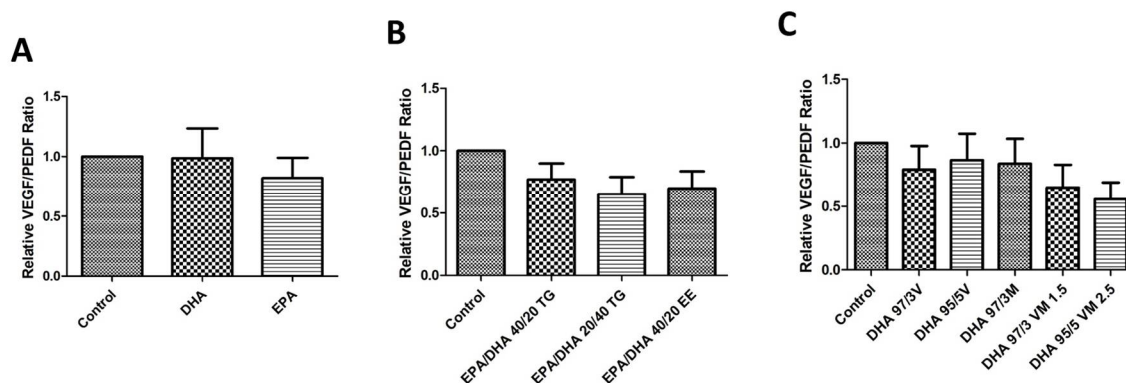 A
Relative VEGF/PEDF Ratio
1.5
1.0
0.5
0.0
Control
DHA
EPA
B
Relative VEGF/PEDF Ratio
1.5
1.0
0.5
0.0
Control
EPA/DHA 40/20 TG
EPA/DHA 20/40 TG
EPA/DHA 40/20 EE
C
Relative VEGF/PEDF Ratio
1.5
1.0
0.5
0.0
Control
DHA 97/3V
DHA 95/5V
DHA 97/3M
DHA 97/3 VM 1.5
DHA 95/5 VM 2.5